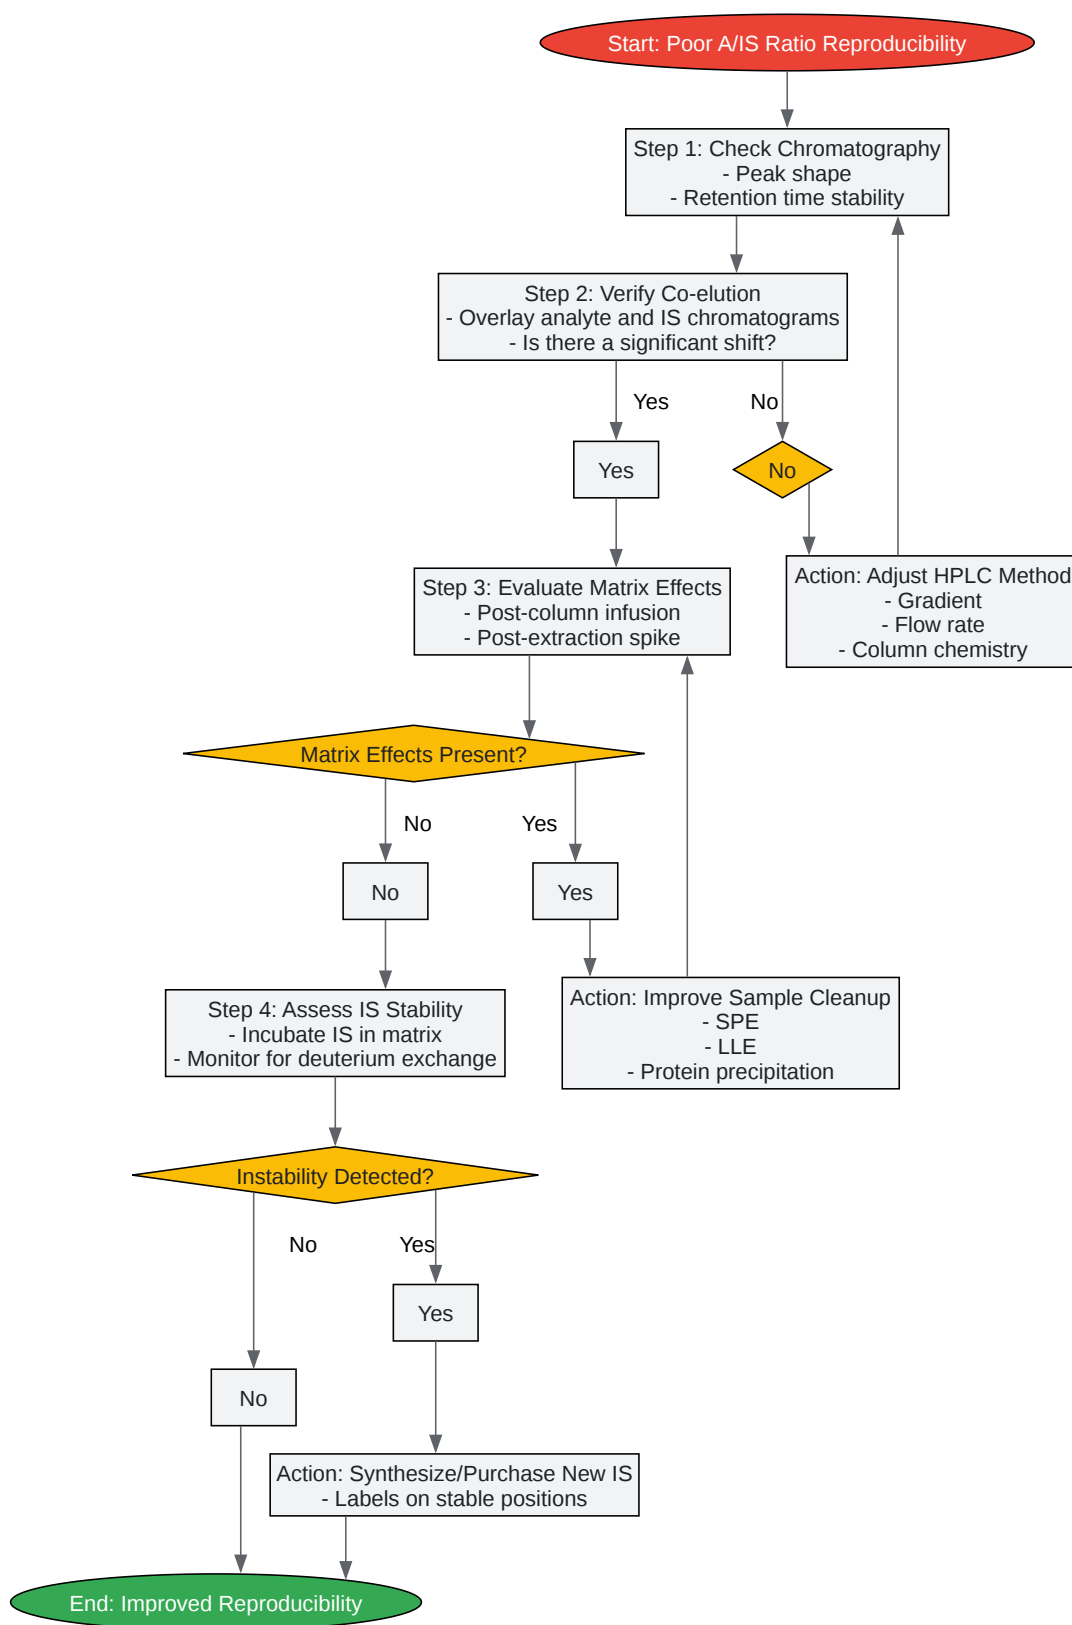 Start: Poor A/IS Ratio Reproducibility
Step 1: Check Chromatography
- Peak shape
- Retention time stability
Step 2: Verify Co-elution
- Overlay analyte and IS chromatograms
- Is there a significant shift?
Yes
No
Yes
No
Action: Adjust HPLC Method
- Gradient
- Flow rate
- Column chemistry
Step 3: Evaluate Matrix Effects
- Post-column infusion
- Post-extraction spike
Matrix Effects Present?
No
Yes
No
Yes
Action: Improve Sample Cleanup
- SPE
- LLE
- Protein precipitation
Step 4: Assess IS Stability
- Incubate IS in matrix
- Monitor for deuterium exchange
Instability Detected?
No
Yes
Yes
No
Action: Synthesize/Purchase New IS
- Labels on stable positions
End: Improved Reproducibility